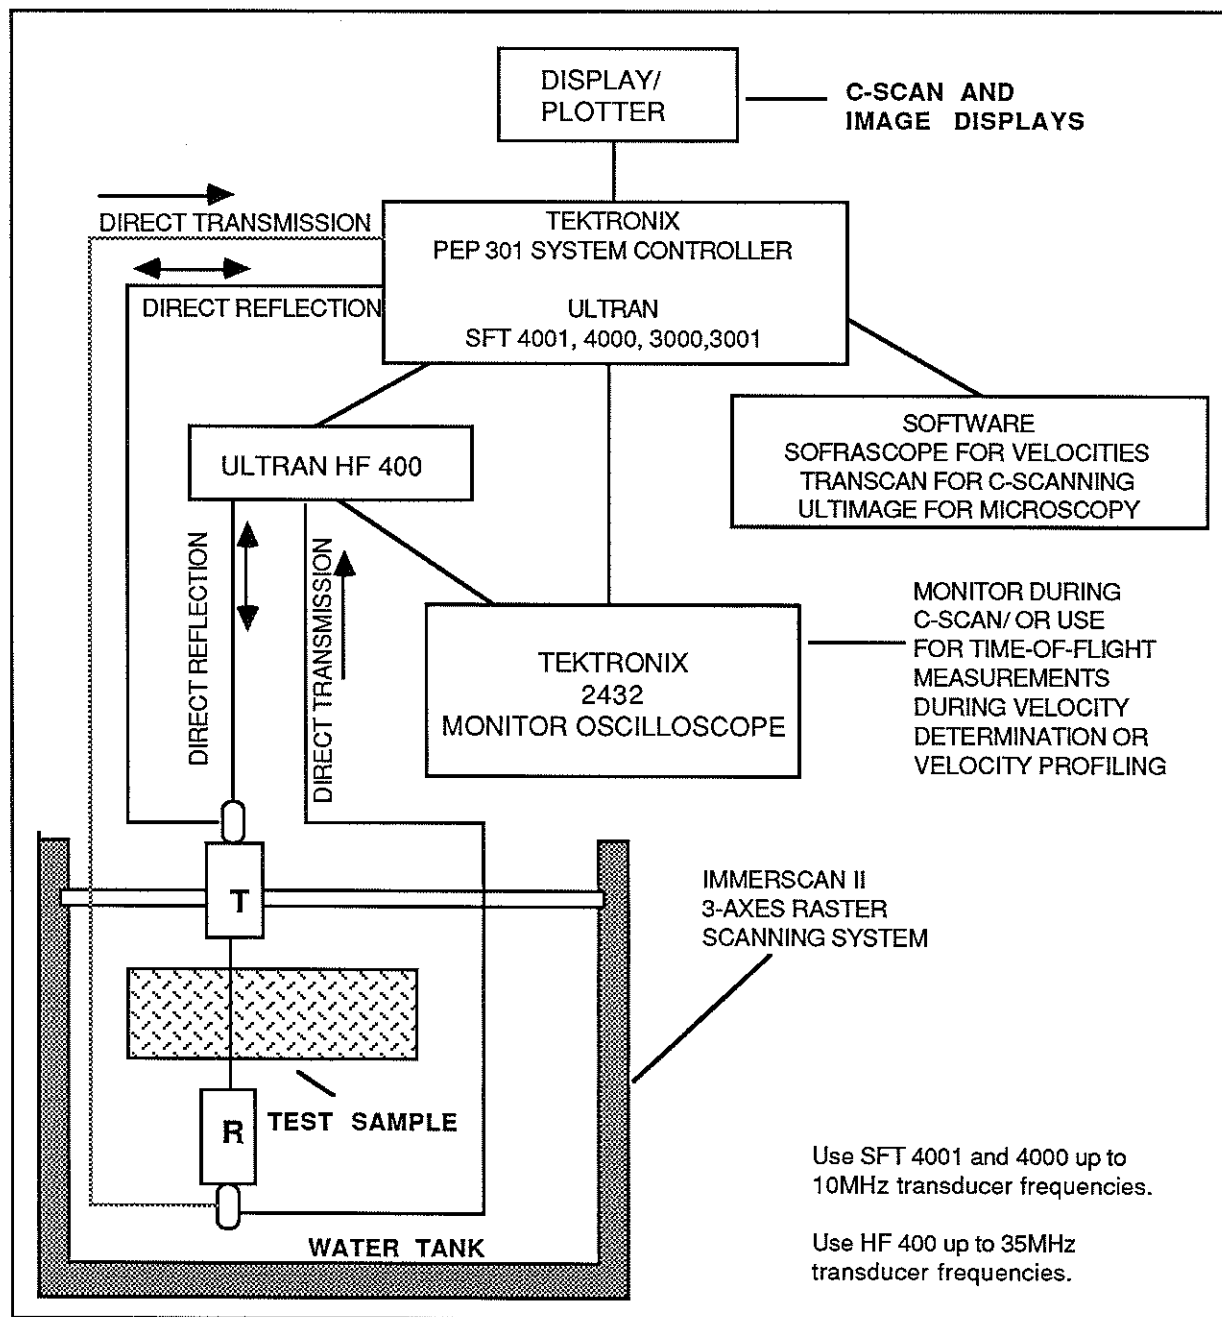 DISPLAY/
PLOTTER
C-SCAN AND
IMAGE DISPLAYS
DIRECT TRANSMISSION
DIRECT REFLECTION
TEKTRONIX
PEP 301 SYSTEM CONTROLLER
ULTRAN
SFT 4001, 4000, 3000,3001
ULTRAN HF 400
SOFTWARE
SOFRASCOPE FOR VELOCITIES
TRANSCAN FOR C-SCANNING
ULTIMAGE FOR MICROSCOPY
DIRECT REFLECTION
DIRECT TRANSMISSION
TEKTRONIX
2432
MONITOR OSCILLOSCOPE
MONITOR DURING
C-SCAN/ OR USE
FOR TIME-OF-FLIGHT
MEASUREMENTS
DURING VELOCITY
DETERMINATION OR
VELOCITY PROFILING
T
IMMERSCAN II
3-AXES RASTER
SCANNING SYSTEM
R
TEST SAMPLE
WATER TANK
Use SFT 4001 and 4000 up to
10MHz transducer frequencies.
Use HF 400 up to 35MHz
transducer frequencies.